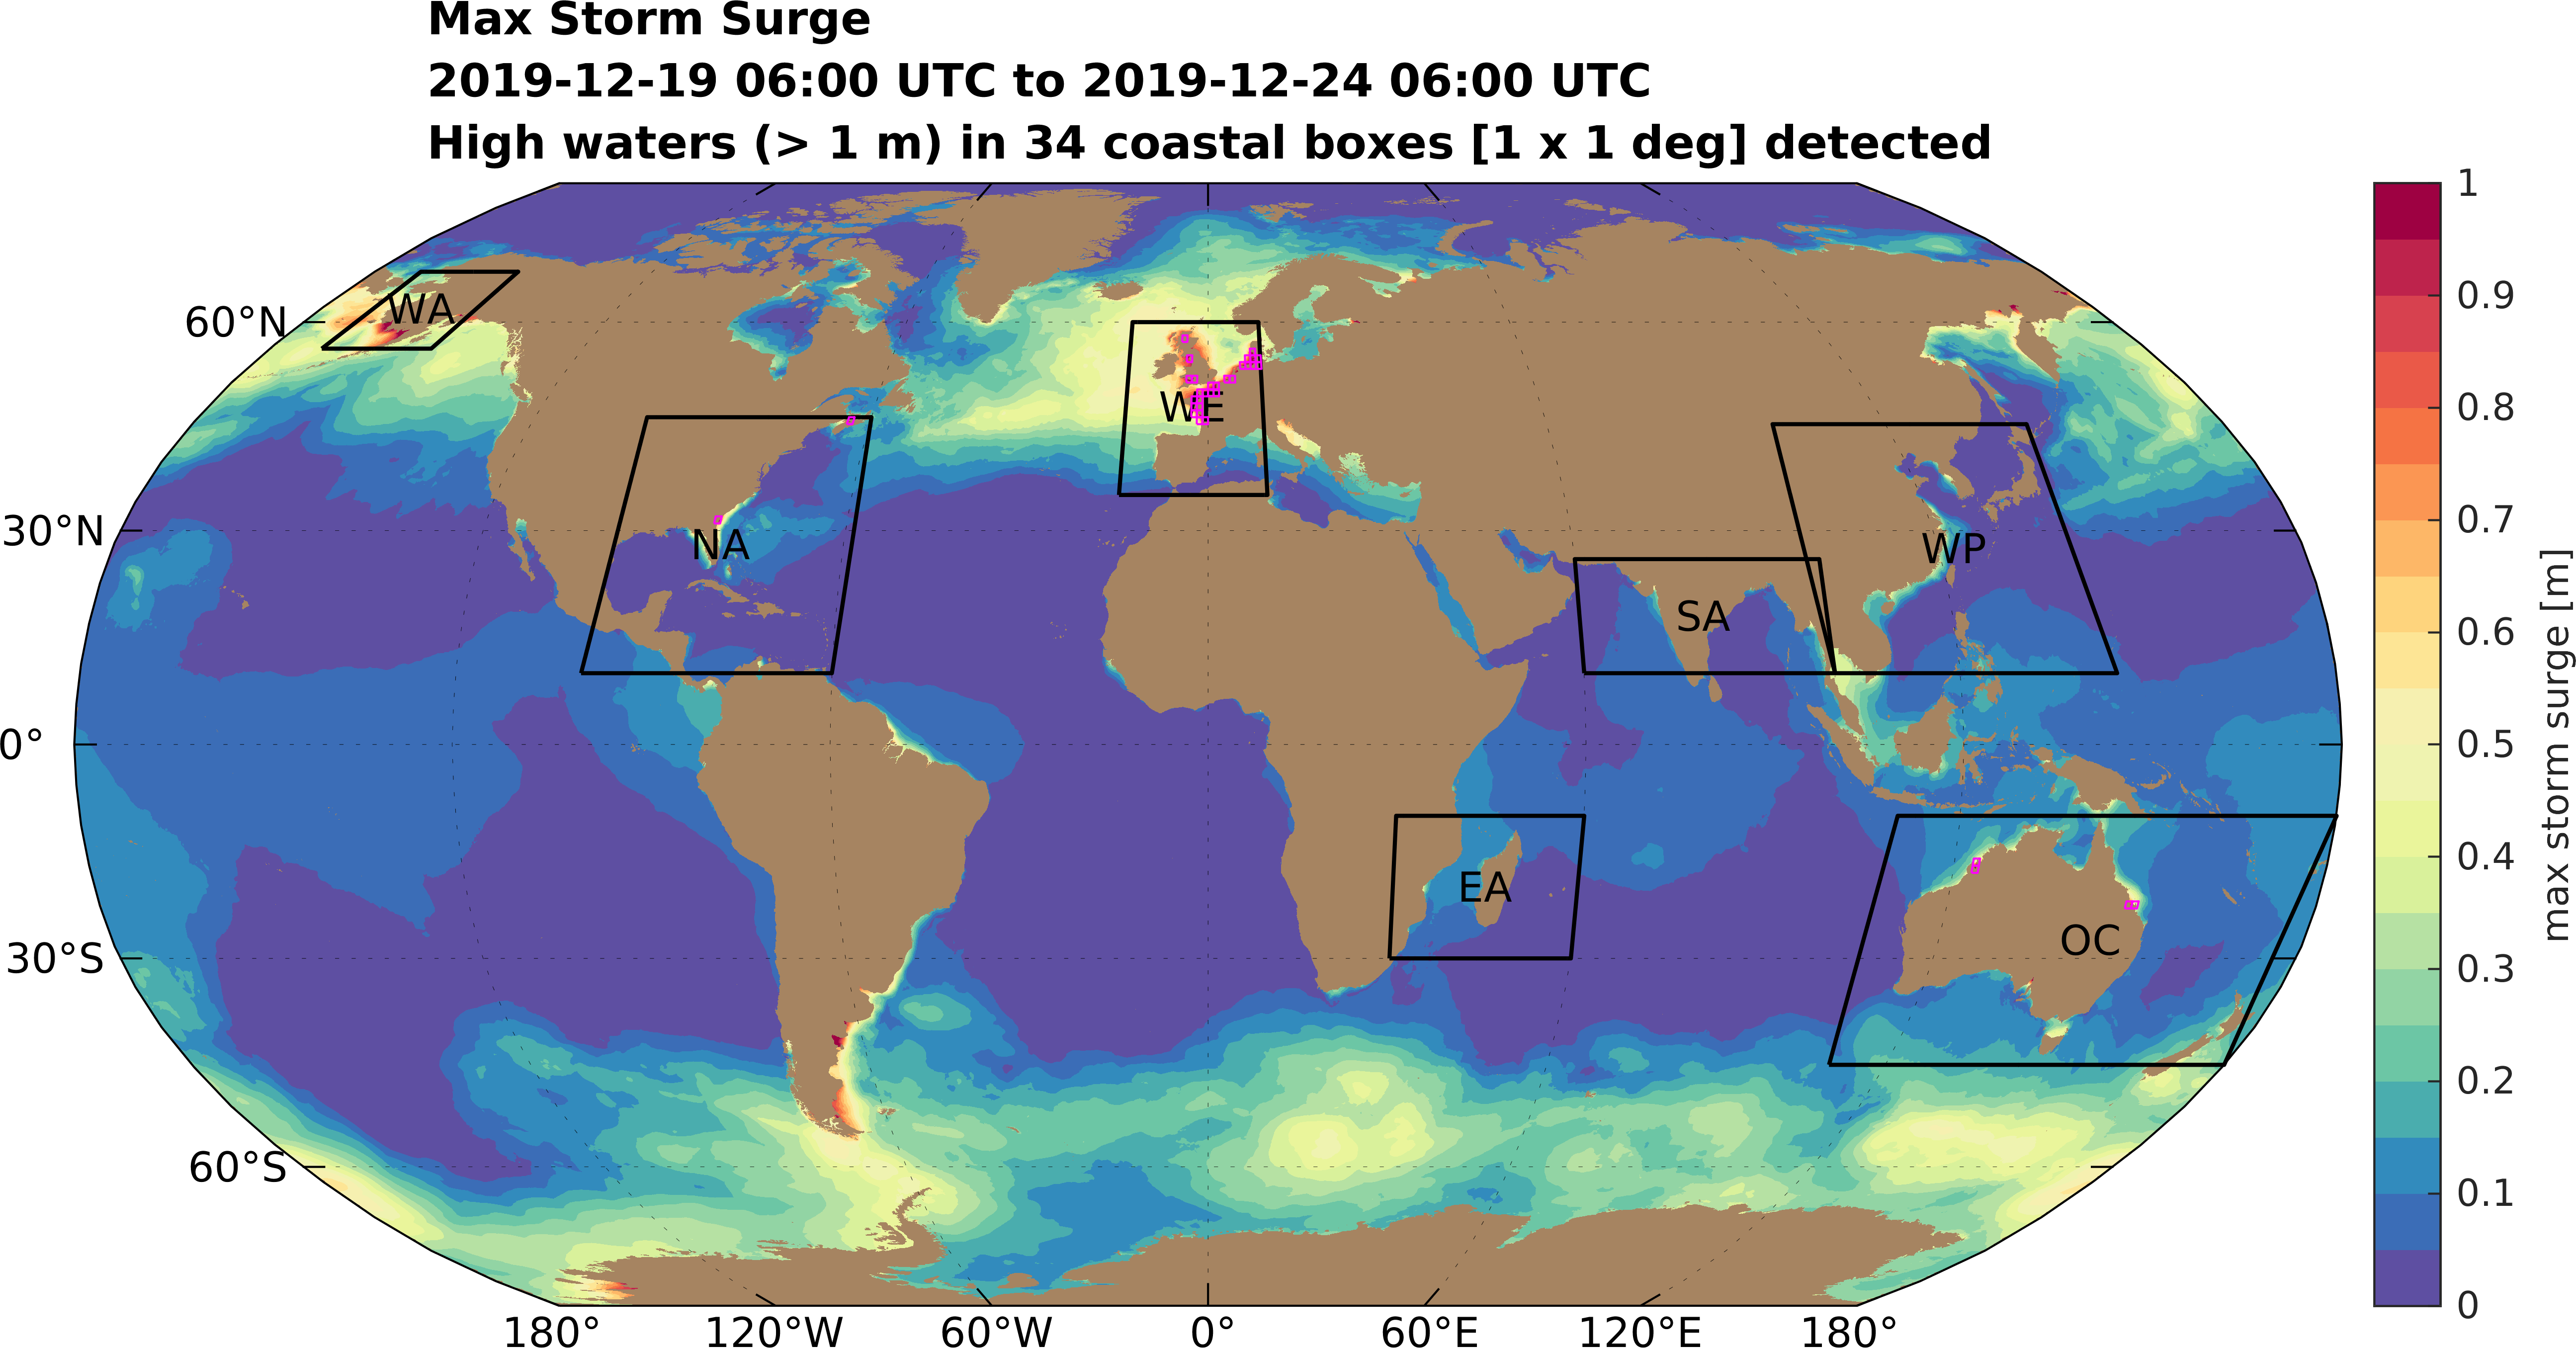 Max Storm Surge
2019-12-19 06:00 UTC to 2019-12-24 06:00 UTC
High waters (> 1 m) in 34 coastal boxes [1 x 1 deg] detected
60°N
30°N
0°
30°S
60°S
180°
120°W
60°W
0°
60°E
120°E
180°
WA
WE
NA
WP
SA
EA
OC
1
0.9
0.8
0.7
0.6
0.5
0.4
0.3
0.2
0.1
0
max storm surge [m]